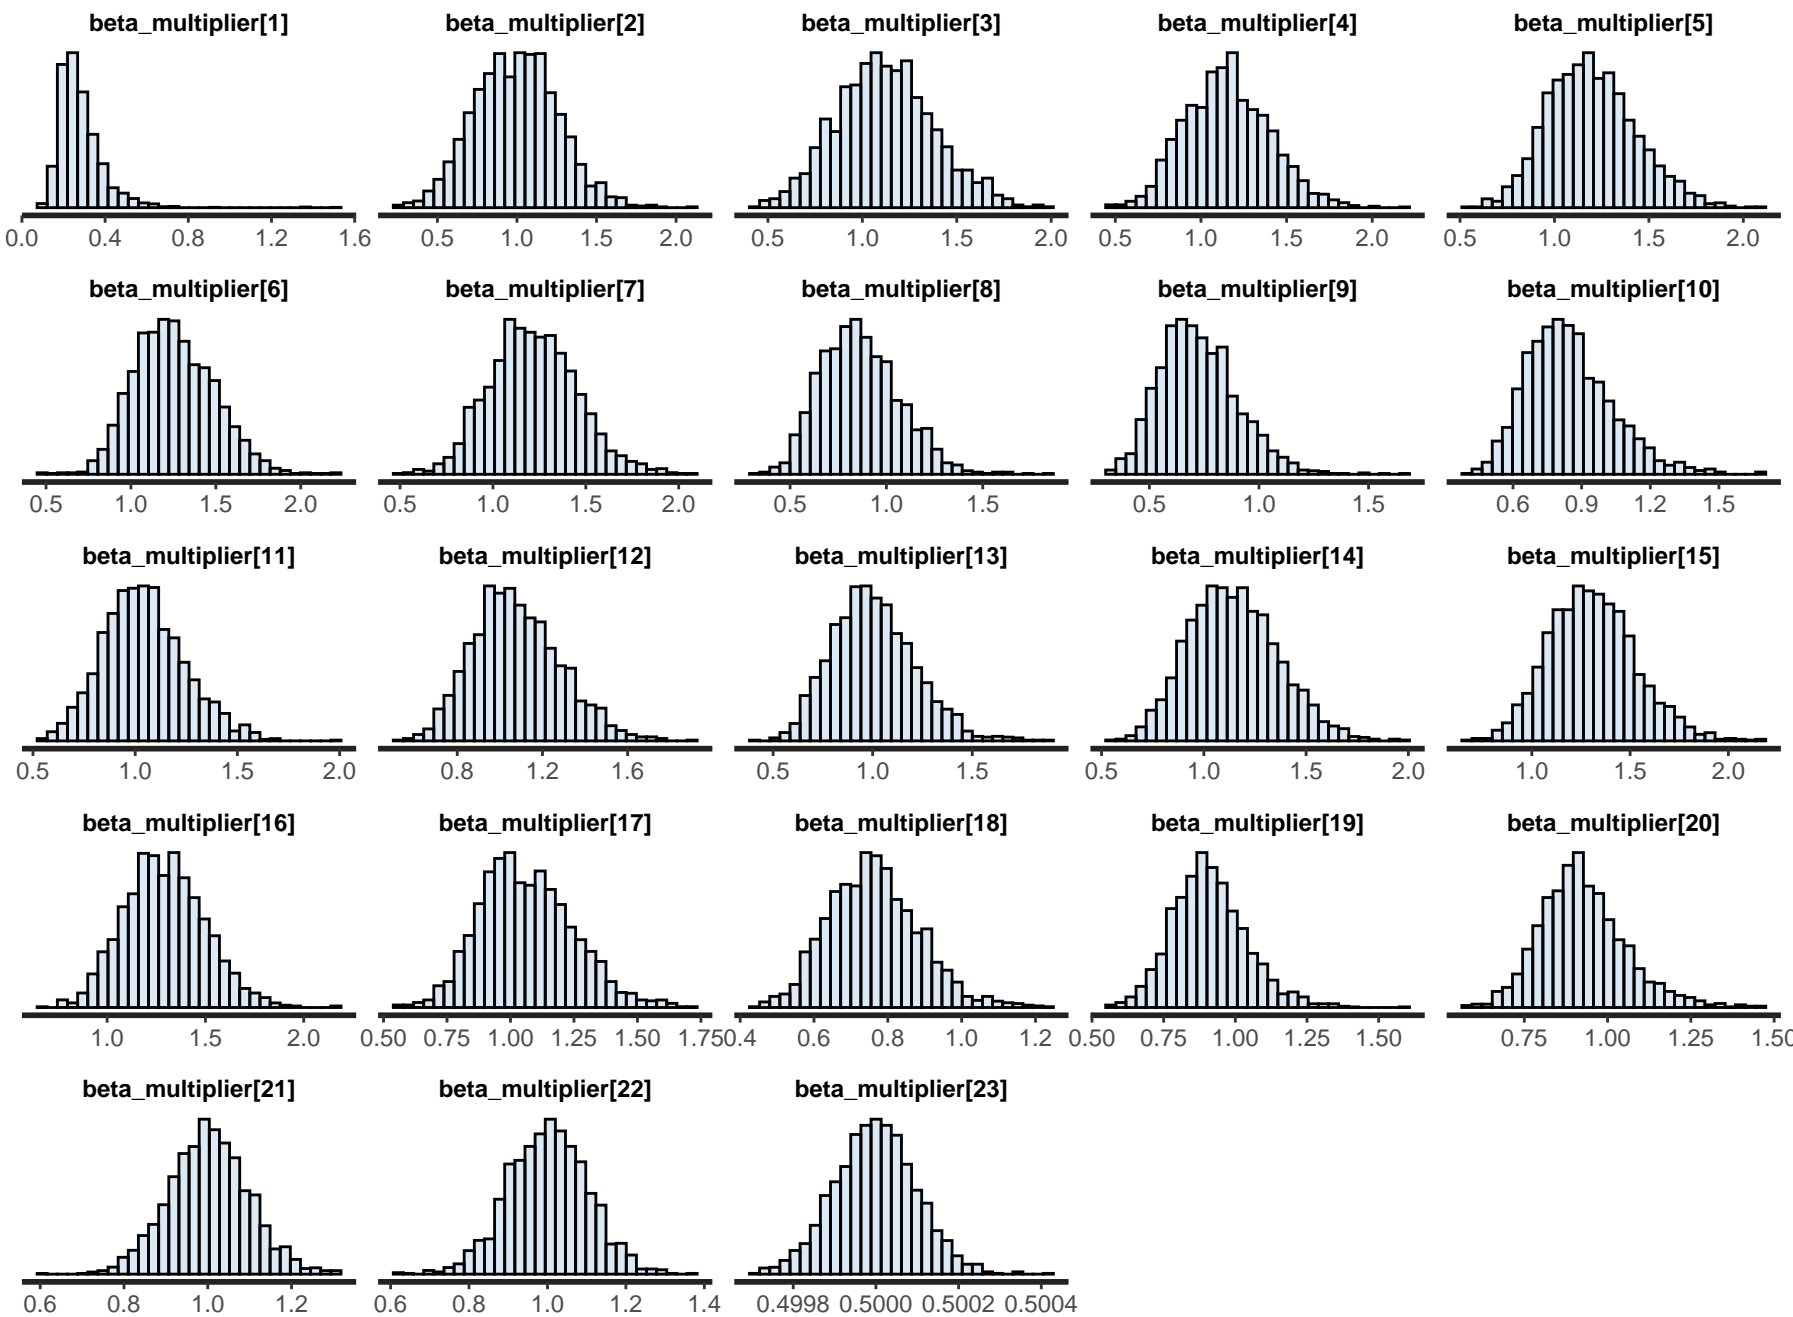 beta_multiplier[1] beta_multiplier[2] beta_multiplier[3] beta_multiplier[4] beta_multiplier[5]
0.0 0.4 0.8 1.2 1.6 0.5 1.0 1.5 2.0 0.5 1.0 1.5 2.0 0.5 1.0 1.5 2.0 0.5 1.0 1.5 2.0
beta_multiplier[6] beta_multiplier[7] beta_multiplier[8] beta_multiplier[9] beta_multiplier[10]
0.5 1.0 1.5 2.0 0.5 1.0 1.5 2.0 0.5 1.0 1.5 0.5 1.0 1.5 0.6 0.9 1.2 1.5
beta_multiplier[11] beta_multiplier[12] beta_multiplier[13] beta_multiplier[14] beta_multiplier[15]
0.5 1.0 1.5 2.0 0.8 1.2 1.6 0.5 1.0 1.5 0.5 1.0 1.5 2.0 1.0 1.5 2.0
beta_multiplier[16] beta_multiplier[17] beta_multiplier[18] beta_multiplier[19] beta_multiplier[20]
1.0 1.5 2.0 0.50 0.75 1.00 1.25 1.75 0.4 0.6 0.8 1.0 1.2 0.50 0.75 1.00 1.25 1.50 0.75 1.00 1.25 1.50
beta_multiplier[21] beta_multiplier[22] beta_multiplier[23]
0.6 0.8 1.0 1.2 0.6 0.8 1.0 1.2 1.4 0.4998 0.5000 0.5002 0.5004